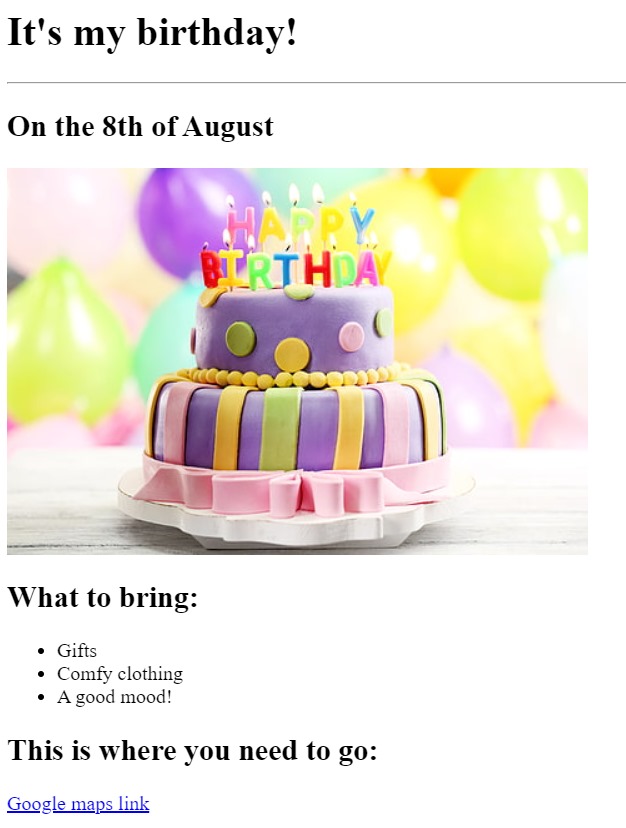 It's my birthday!
On the 8th of August
HAPPY
BIRTHDAY
What to bring:
Gifts
Comfy clothing
A good mood!
This is where you need to go:
Google maps link